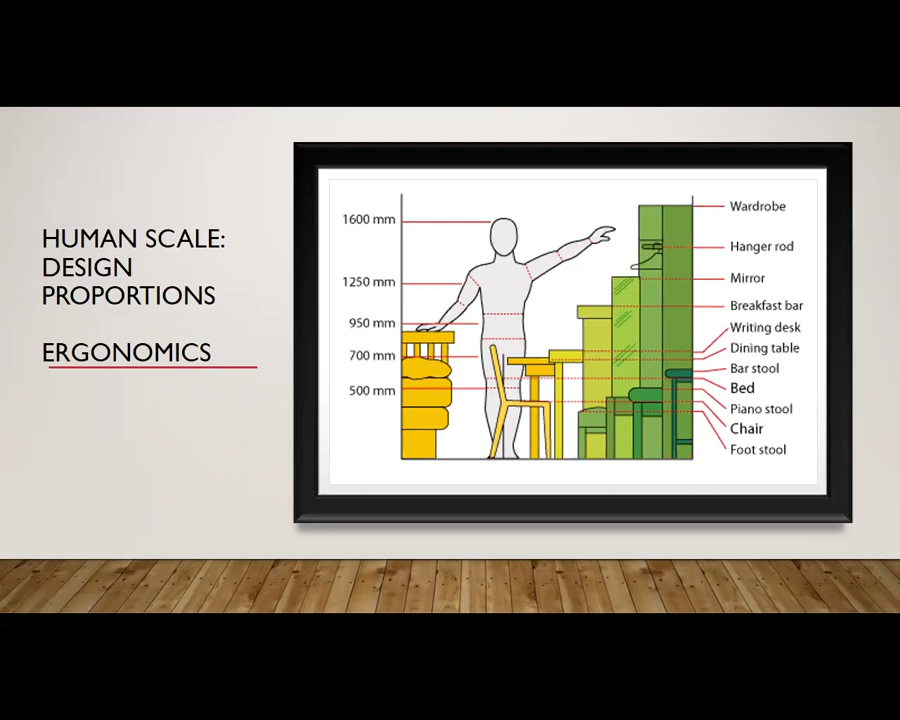 HUMAN SCALE:
DESIGN
PROPORTIONS
ERGONOMICS
1600 mm
1250 mm
950 mm
700 mm
500 mm
Wardrobe
Hanger rod
Mirror
Breakfast bar
Writing desk
Dining table
Bar stool
Bed
Piano stool
Chair
Foot stool